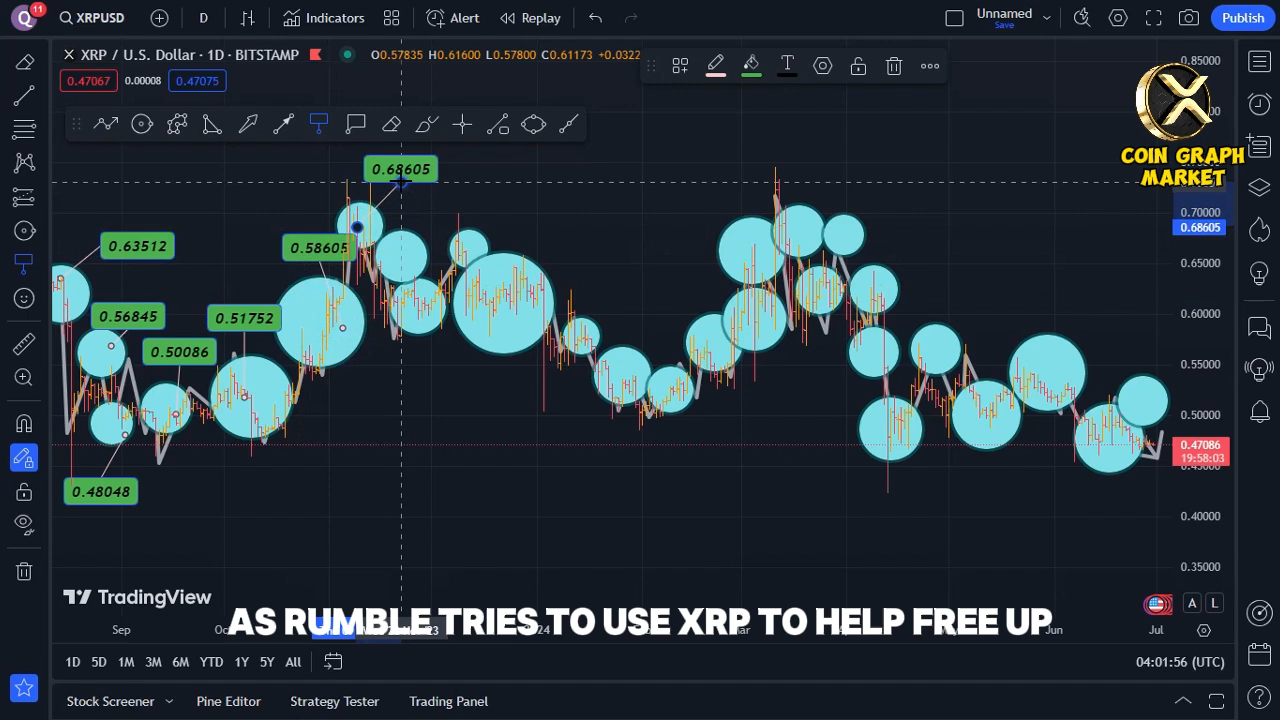 11
XRPUSD
D
Indicators
Alert
Replay
Unnamed
Save
Publish
XRP / U.S. Dollar · 1D · BITSTAMP
O0.57835 H0.61600 L0.57800 C0.61173 +0.0322
0.47067
0.00008
0.47075
T
0.85000
COIN GRAPH
MARKET
0.68605
0.63512
0.58605
0.56845
0.51752
0.50086
0.48048
0.70000
0.68605
0.65000
0.60000
0.55000
0.50000
0.47086
19:58:03
0.40000
0.35000
TradingView
A
L
AS RUMBLE TRIES TO USE XRP TO HELP FREE UP
Sep
Jun
Jul
1D 5D 1M 3M 6M YTD 1Y 5Y All
04:01:56 (UTC)
Stock Screener
Pine Editor
Strategy Tester
Trading Panel